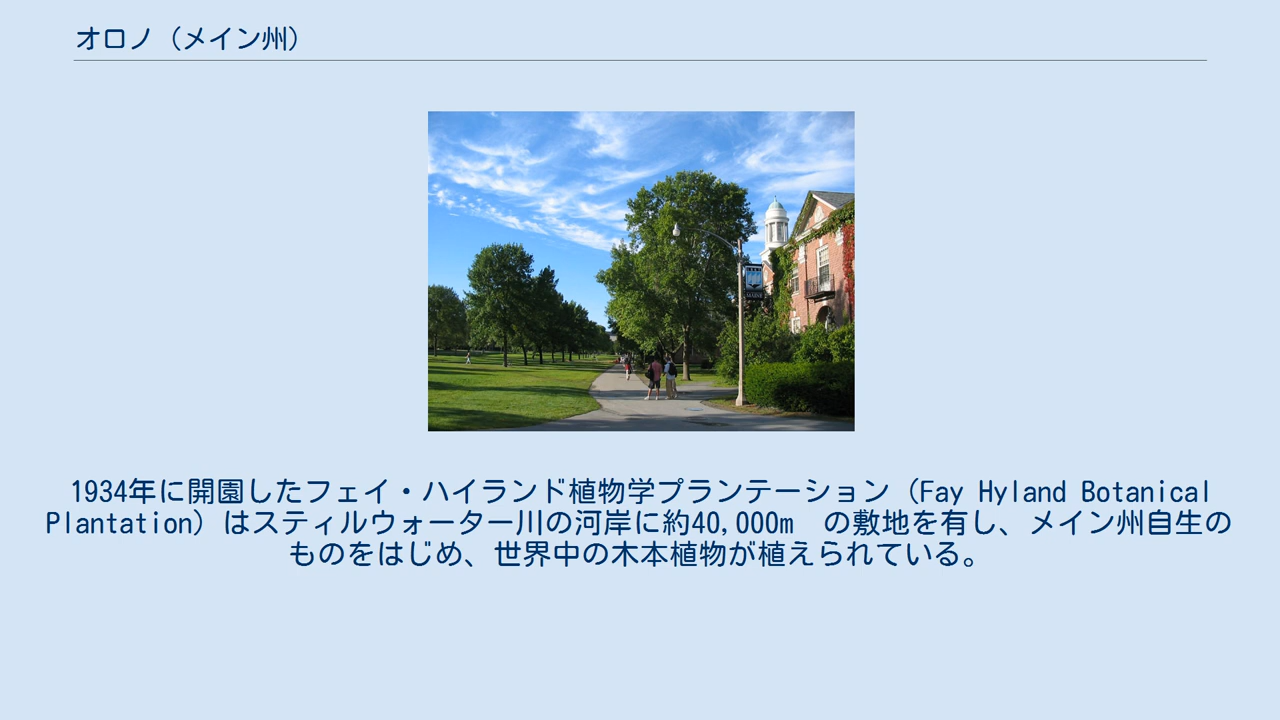 オロノ（メイン州）
MAINE
1934年に開園したフェイ・ハイランド植物学プランテーション（Fay Hyland Botanical
Plantation）はスティルウォーター川の河岸に約40,000m　の敷地を有し、メイン州自生の
ものをはじめ、世界中の木本植物が植えられている。